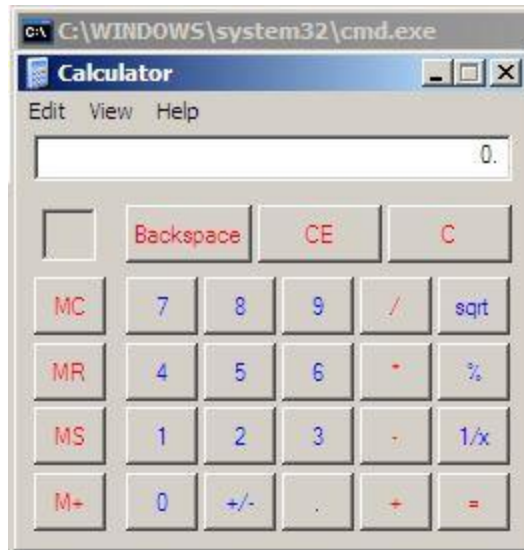 C:\WINDOWS\system32\cmd.exe
Calculator
Edit View Help
0.
Backspace CE C
MC 7 8 9 / sqrt
MR 4 5 6 * %
MS 1 2 3 - 1/x
M+ 0 +/- . + =